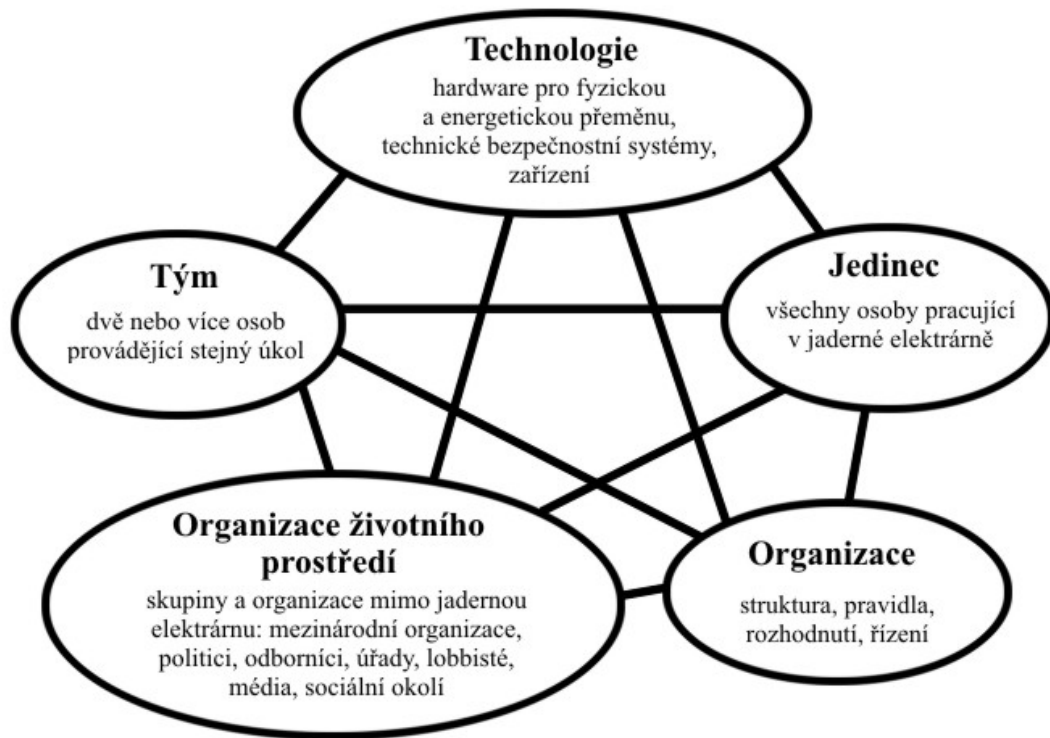 Technologie
hardware pro fyzickou
a energetickou přeměnu,
technické bezpečnostní systémy,
zařízení
Tým
dvě nebo více osob
provádějící stejný úkol
Jedinec
všechny osoby pracující
v jaderné elektrárně
Organizace životního
prostředí
skupiny a organizace mimo jadernou
elektrárnu: mezinárodní organizace,
politici, odborníci, úřady, lobbisté,
média, sociální okolí
Organizace
struktura, pravidla,
rozhodnutí, řízení